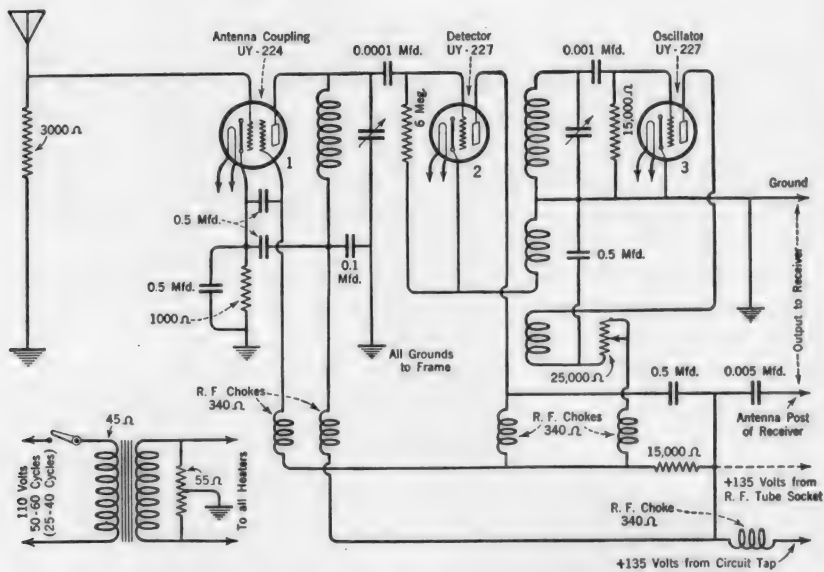 Antenna Coupling
UY-224
Detector
UY-227
Oscillator
UY-227
0.0001 Mfd.
0.001 Mfd.
3000 Ω
6 Meg.
15,000 Ω
1
2
3
Ground
0.5 Mfd.
0.1
Mfd.
0.5 Mfd.
0.5 Mfd.
1000 Ω
All Grounds
to Frame
25,000 Ω
Output to Receiver
0.5 Mfd.
0.005 Mfd.
R. F. Chokes
340 Ω
R. F. Chokes
340 Ω
Antenna Post
of Receiver
45 Ω
55 Ω
110 Volts
50-60 Cycles
(25-40 Cycles)
To all Heaters
15,000 Ω
+135 Volts from
R. F. Tube Socket
R. F. Choke
340 Ω
+135 Volts from Circuit Tap